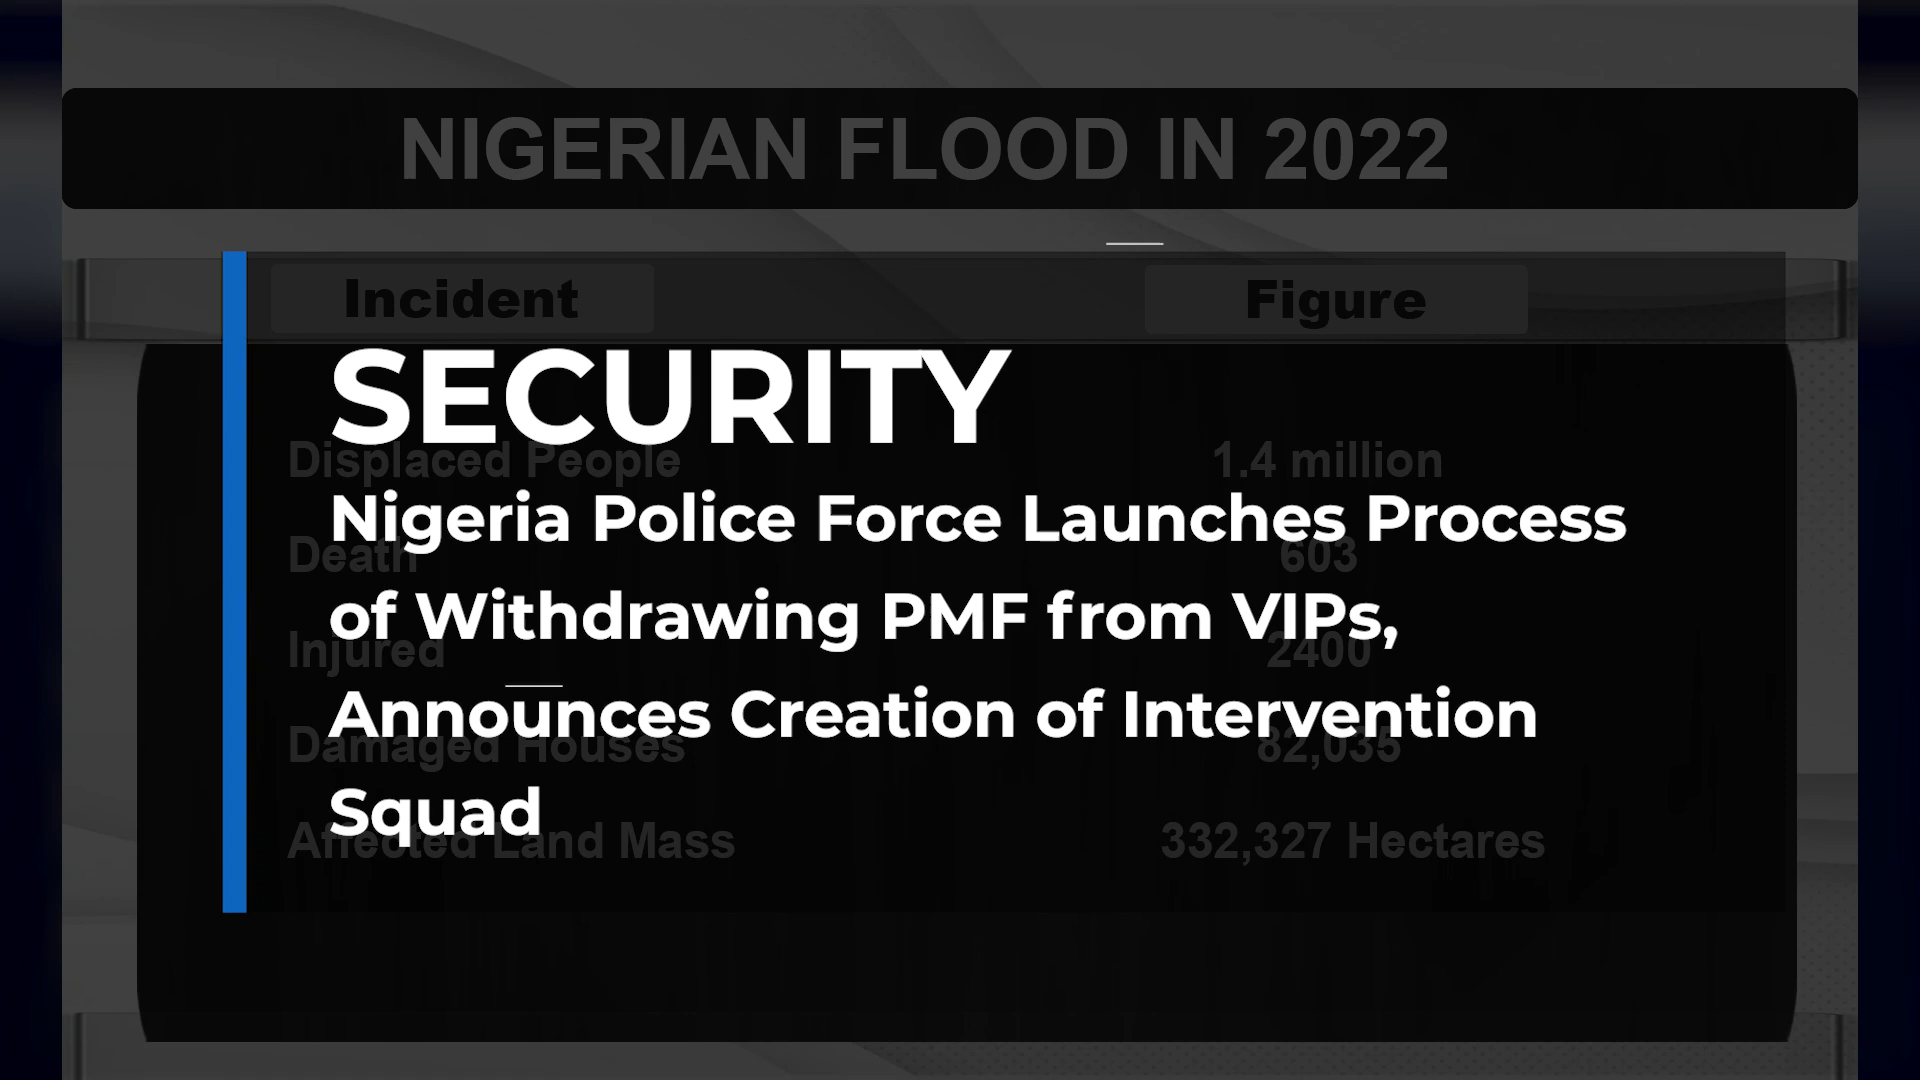 NIGERIAN FLOOD IN 2022
Incident Figure
SECURITY
Displaced People 1.4 million
Nigeria Police Force Launches Process
Death 603
of Withdrawing PMF from VIPs,
Injured 2400
Announces Creation of Intervention
Damaged Houses 82,035
Squad
Affected Land Mass 332,327 Hectares